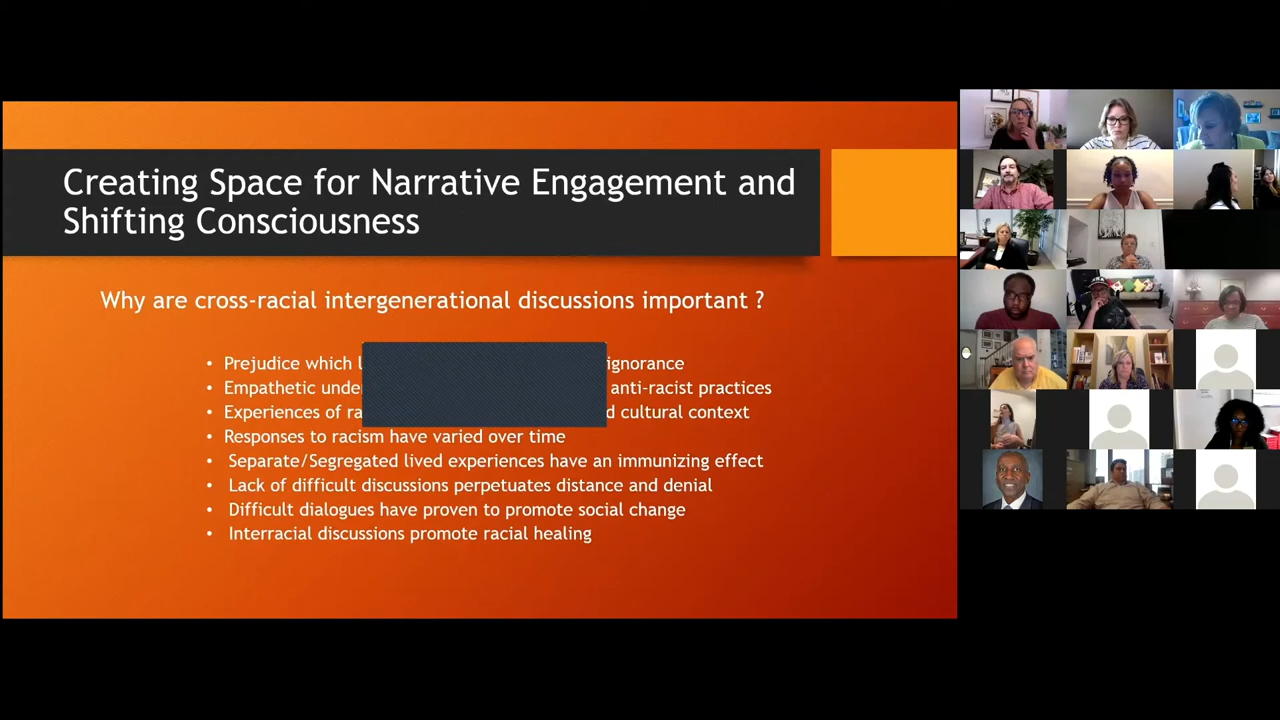 Creating Space for Narrative Engagement and
Shifting Consciousness
Why are cross-racial intergenerational discussions important ?
• Prejudice which ignorance
• Empathetic anti-racist practices
• Experiences of cultural context
• Responses to racism have varied over time
• Separate/Segregated lived experiences have an immunizing effect
• Lack of difficult discussions perpetuates distance and denial
• Difficult dialogues have proven to promote social change
• Interracial discussions promote racial healing